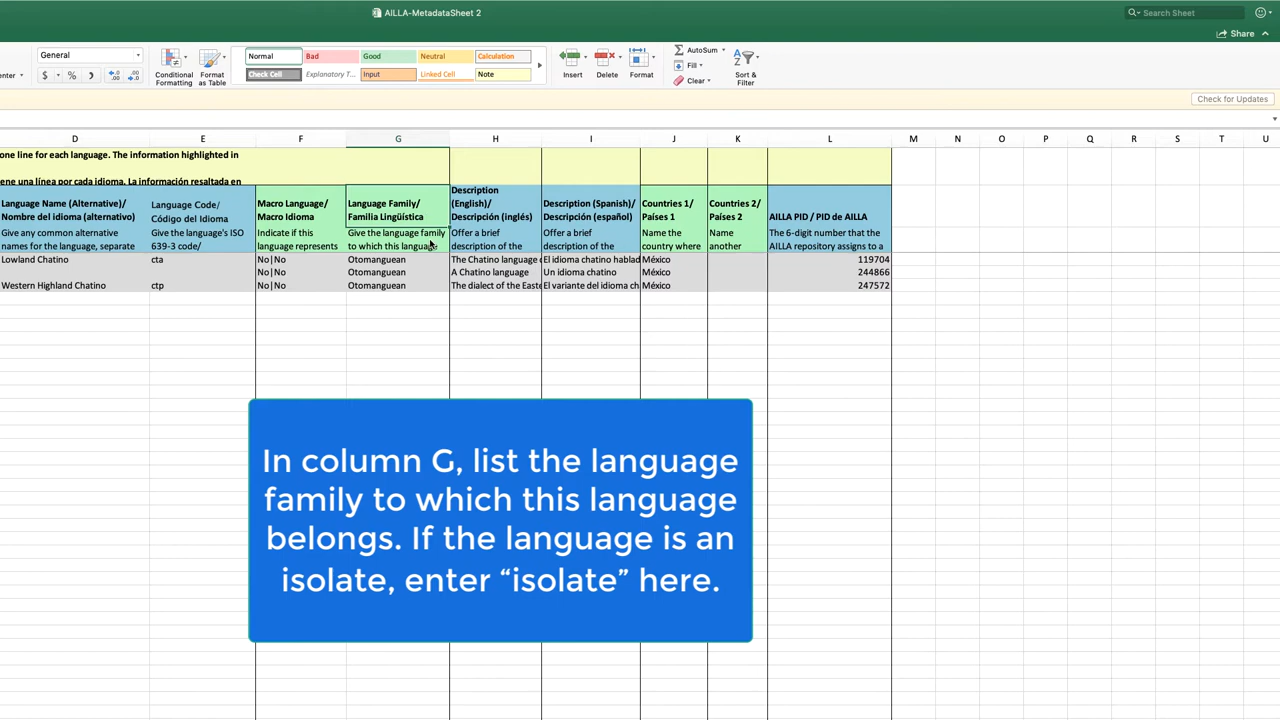 AILLA-MetadataSheet 2
Search Sheet
Share
General
Conditional Formatting
Format as Table
Normal
Bad
Good
Neutral
Calculation
Check Cell
Explanatory T...
Input
Linked Cell
Note
Insert
Delete
Format
AutoSum
Fill
Clear
Sort & Filter
enter
$ % )
Check for Updates
D E F G H I J K L M N O P Q R S T U
one line for each language. The information highlighted in
ene una línea por cada idioma. La información resaltada en
Language Name (Alternative)/
Nombre del idioma (alternativo)
Language Code/
Código del Idioma
Macro Language/
Macro Idioma
Language Family/
Familia Lingüística
Description
(English)/
Descripción (inglés)
Description (Spanish)/
Descripción (español)
Countries 1/
Países 1
Countries 2/
Países 2
AILLA PID / PID de AILLA
Give any common alternative
names for the language, separate
Give the language's ISO
639-3 code/
Indicate if this
language represents
Give the language family
to which this language
Offer a brief
description of the
Offer a brief
description of the
Name the
country where
Name
another
The 6-digit number that the
AILLA repository assigns to a
Lowland Chatino cta No|No Otomanguean The Chatino language El idioma chatino hablad México 119704
No|No Otomanguean A Chatino language Un idioma chatino México 244866
Western Highland Chatino ctp No|No Otomanguean The dialect of the Easte El variante del idioma ch México 247572
In column G, list the language
family to which this language
belongs. If the language is an
isolate, enter “isolate” here.